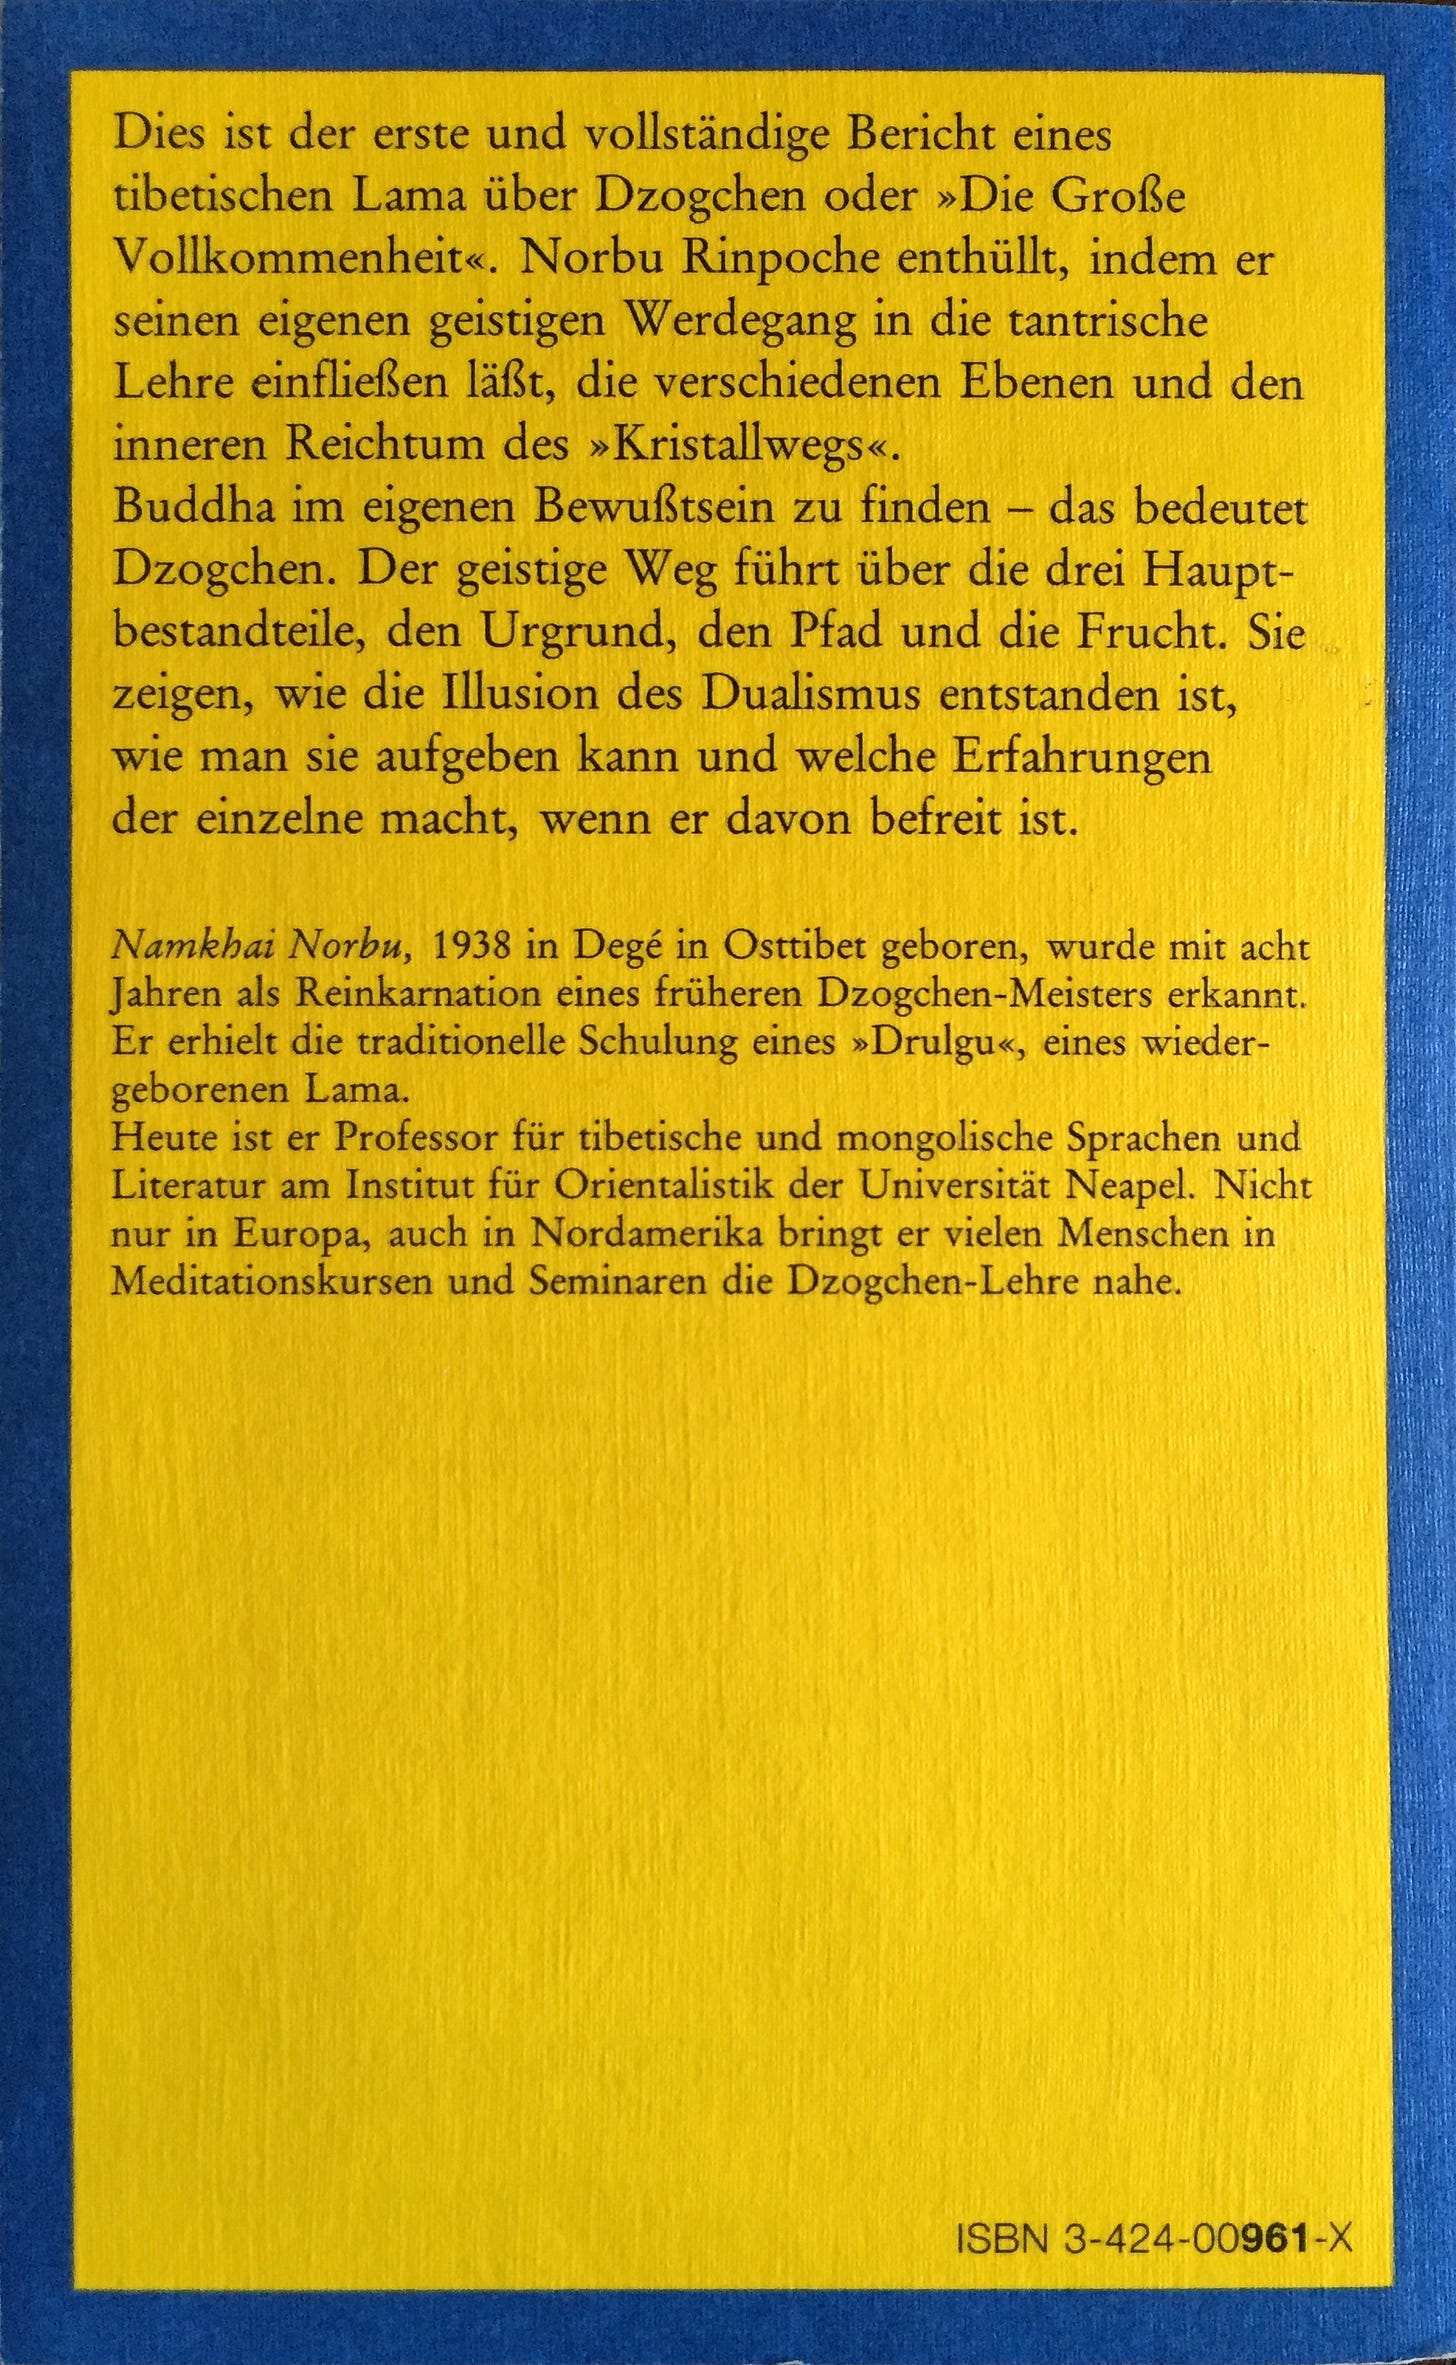 Dies ist der erste und vollständige Bericht eines
tibetischen Lama über Dzogchen oder »Die Große
Vollkommenheit«. Norbu Rinpoche enthüllt, indem er
seinen eigenen geistigen Werdegang in die tantrische
Lehre einfließen läßt, die verschiedenen Ebenen und den
inneren Reichtum des »Kristallwegs«.
Buddha im eigenen Bewußtsein zu finden – das bedeutet
Dzogchen. Der geistige Weg führt über die drei Haupt-
bestandteile, den Urgrund, den Pfad und die Frucht. Sie
zeigen, wie die Illusion des Dualismus entstanden ist,
wie man sie aufgeben kann und welche Erfahrungen
der einzelne macht, wenn er davon befreit ist.
Namkhai Norbu, 1938 in Degé in Osttibet geboren, wurde mit acht
Jahren als Reinkarnation eines früheren Dzogchen-Meisters erkannt.
Er erhielt die traditionelle Schulung eines »Drulgu«, eines wieder-
geborenen Lama.
Heute ist er Professor für tibetische und mongolische Sprachen und
Literatur am Institut für Orientalistik der Universität Neapel. Nicht
nur in Europa, auch in Nordamerika bringt er vielen Menschen in
Meditationskursen und Seminaren die Dzogchen-Lehre nahe.
ISBN 3-424-00961-X